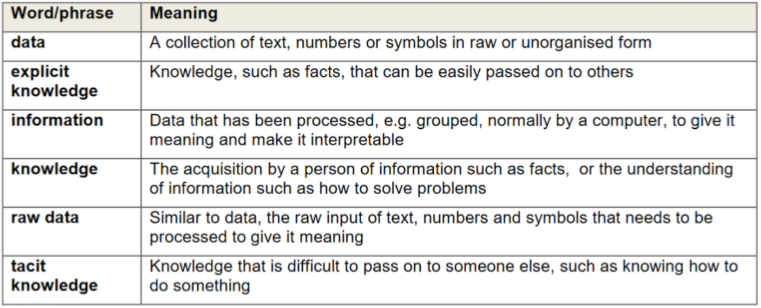 Word/phrase Meaning
data A collection of text, numbers or symbols in raw or unorganised form
explicit Knowledge, such as facts, that can be easily passed on to others
knowledge
information Data that has been processed, e.g. grouped, normally by a computer, to give it
meaning and make it interpretable
knowledge The acquisition by a person of information such as facts, or the understanding
of information such as how to solve problems
raw data Similar to data, the raw input of text, numbers and symbols that needs to be
processed to give it meaning
tacit Knowledge that is difficult to pass on to someone else, such as knowing how to
knowledge do something